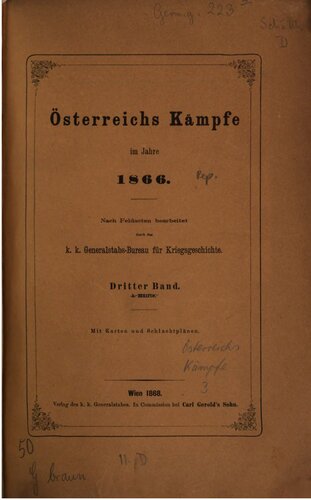 Germ g. 223
Österreichs Kämpfe
im Jahre
1866.
Rep.
Nach Feldacten bearbeitet
durch das
k. k. Generalstabs-Bureau für Kriegsgeschichte.
Dritter Band.
Mit Karten und Schlachtplänen.
Österreichs
Kämpfe
3
Wien 1868.
Verlag des k. k. Generalstabes. In Commission bei Carl Gerold's Sohn.
50
G braun